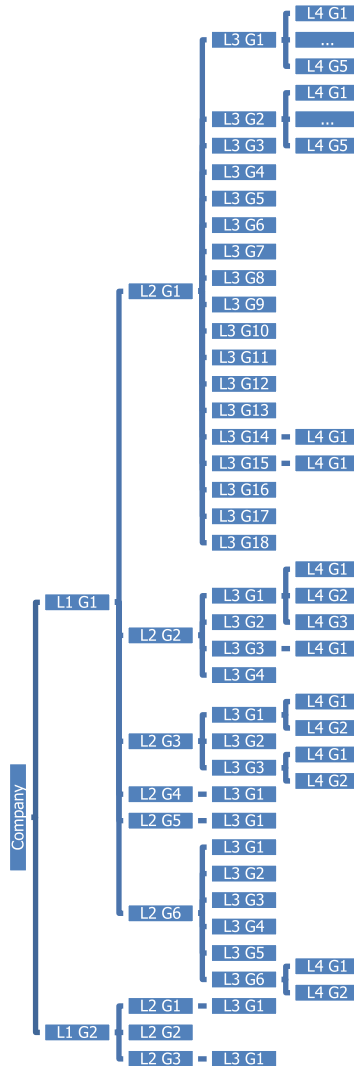 L4 G1
L3 G1
...
L4 G5
L4 G1
L3 G2
...
L3 G3
L4 G5
L3 G4
L3 G5
L3 G6
L3 G7
L3 G8
L2 G1
L3 G9
L3 G10
L3 G11
L3 G12
L3 G13
L3 G14
L4 G1
L3 G15
L4 G1
L3 G16
L3 G17
L3 G18
L4 G1
L1 G1
L3 G1
L4 G2
L2 G2
L3 G2
L4 G3
L3 G3
L4 G1
L3 G4
L4 G1
L3 G1
L4 G2
L2 G3
L3 G2
L4 G1
L3 G3
L4 G2
L2 G4
L3 G1
Company
L2 G5
L3 G1
L3 G1
L3 G2
L3 G3
L2 G6
L3 G4
L3 G5
L4 G1
L3 G6
L4 G2
L2 G1
L3 G1
L1 G2
L2 G2
L2 G3
L3 G1